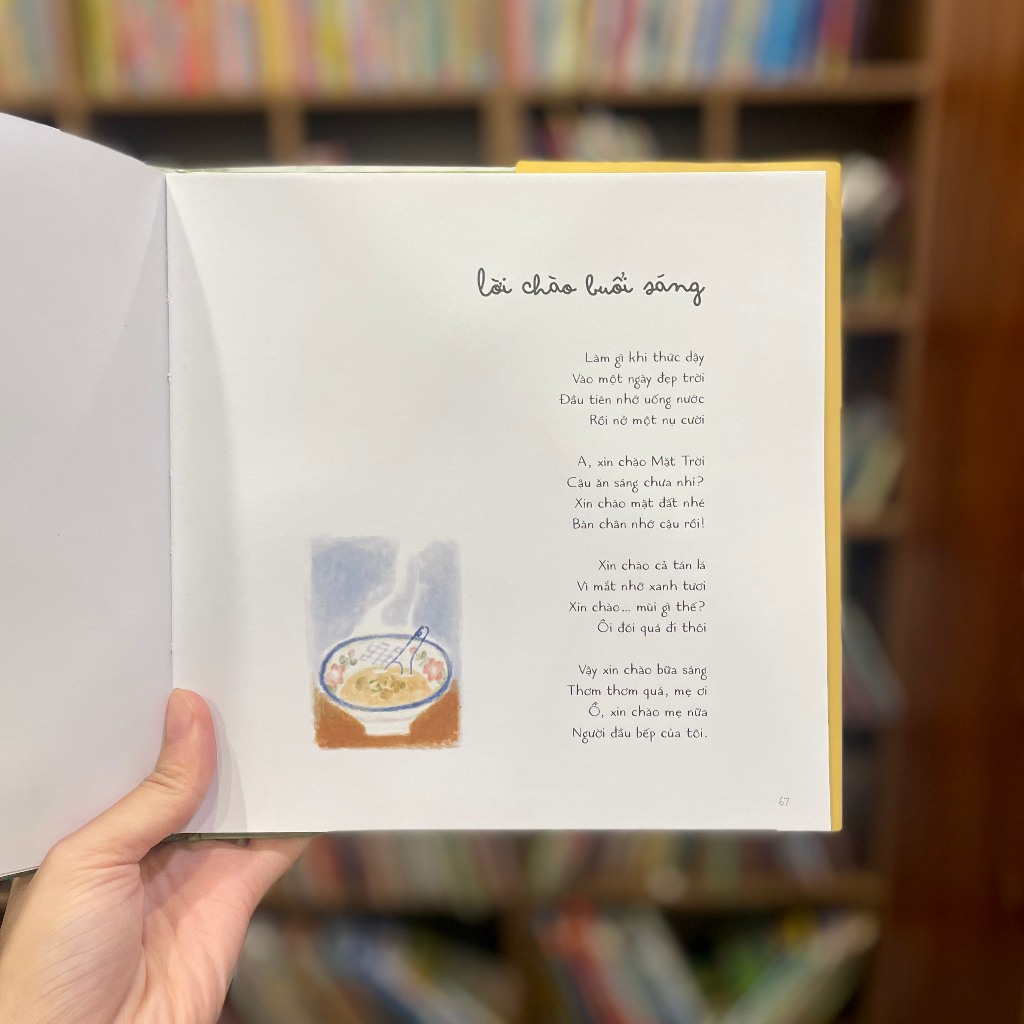 lời chào buổi sáng
Làm gì khi thức dậy
Vào một ngày đẹp trời
Đầu tiên nhớ uống nước
Rồi nở một nụ cười
A, xin chào Mặt Trời
Cậu ăn sáng chưa nhỉ?
Xin chào mặt đất nhé
Bàn chân nhớ cậu rồi!
Xin chào cả tán lá
Vì mắt nhớ xanh tươi
Xin chào... mùi gì thế?
Ôi đói quá đi thôi
Vậy xin chào bữa sáng
Thơm thơm quá, mẹ ơi
Ồ, xin chào mẹ nữa
Người đầu bếp của tôi.
67